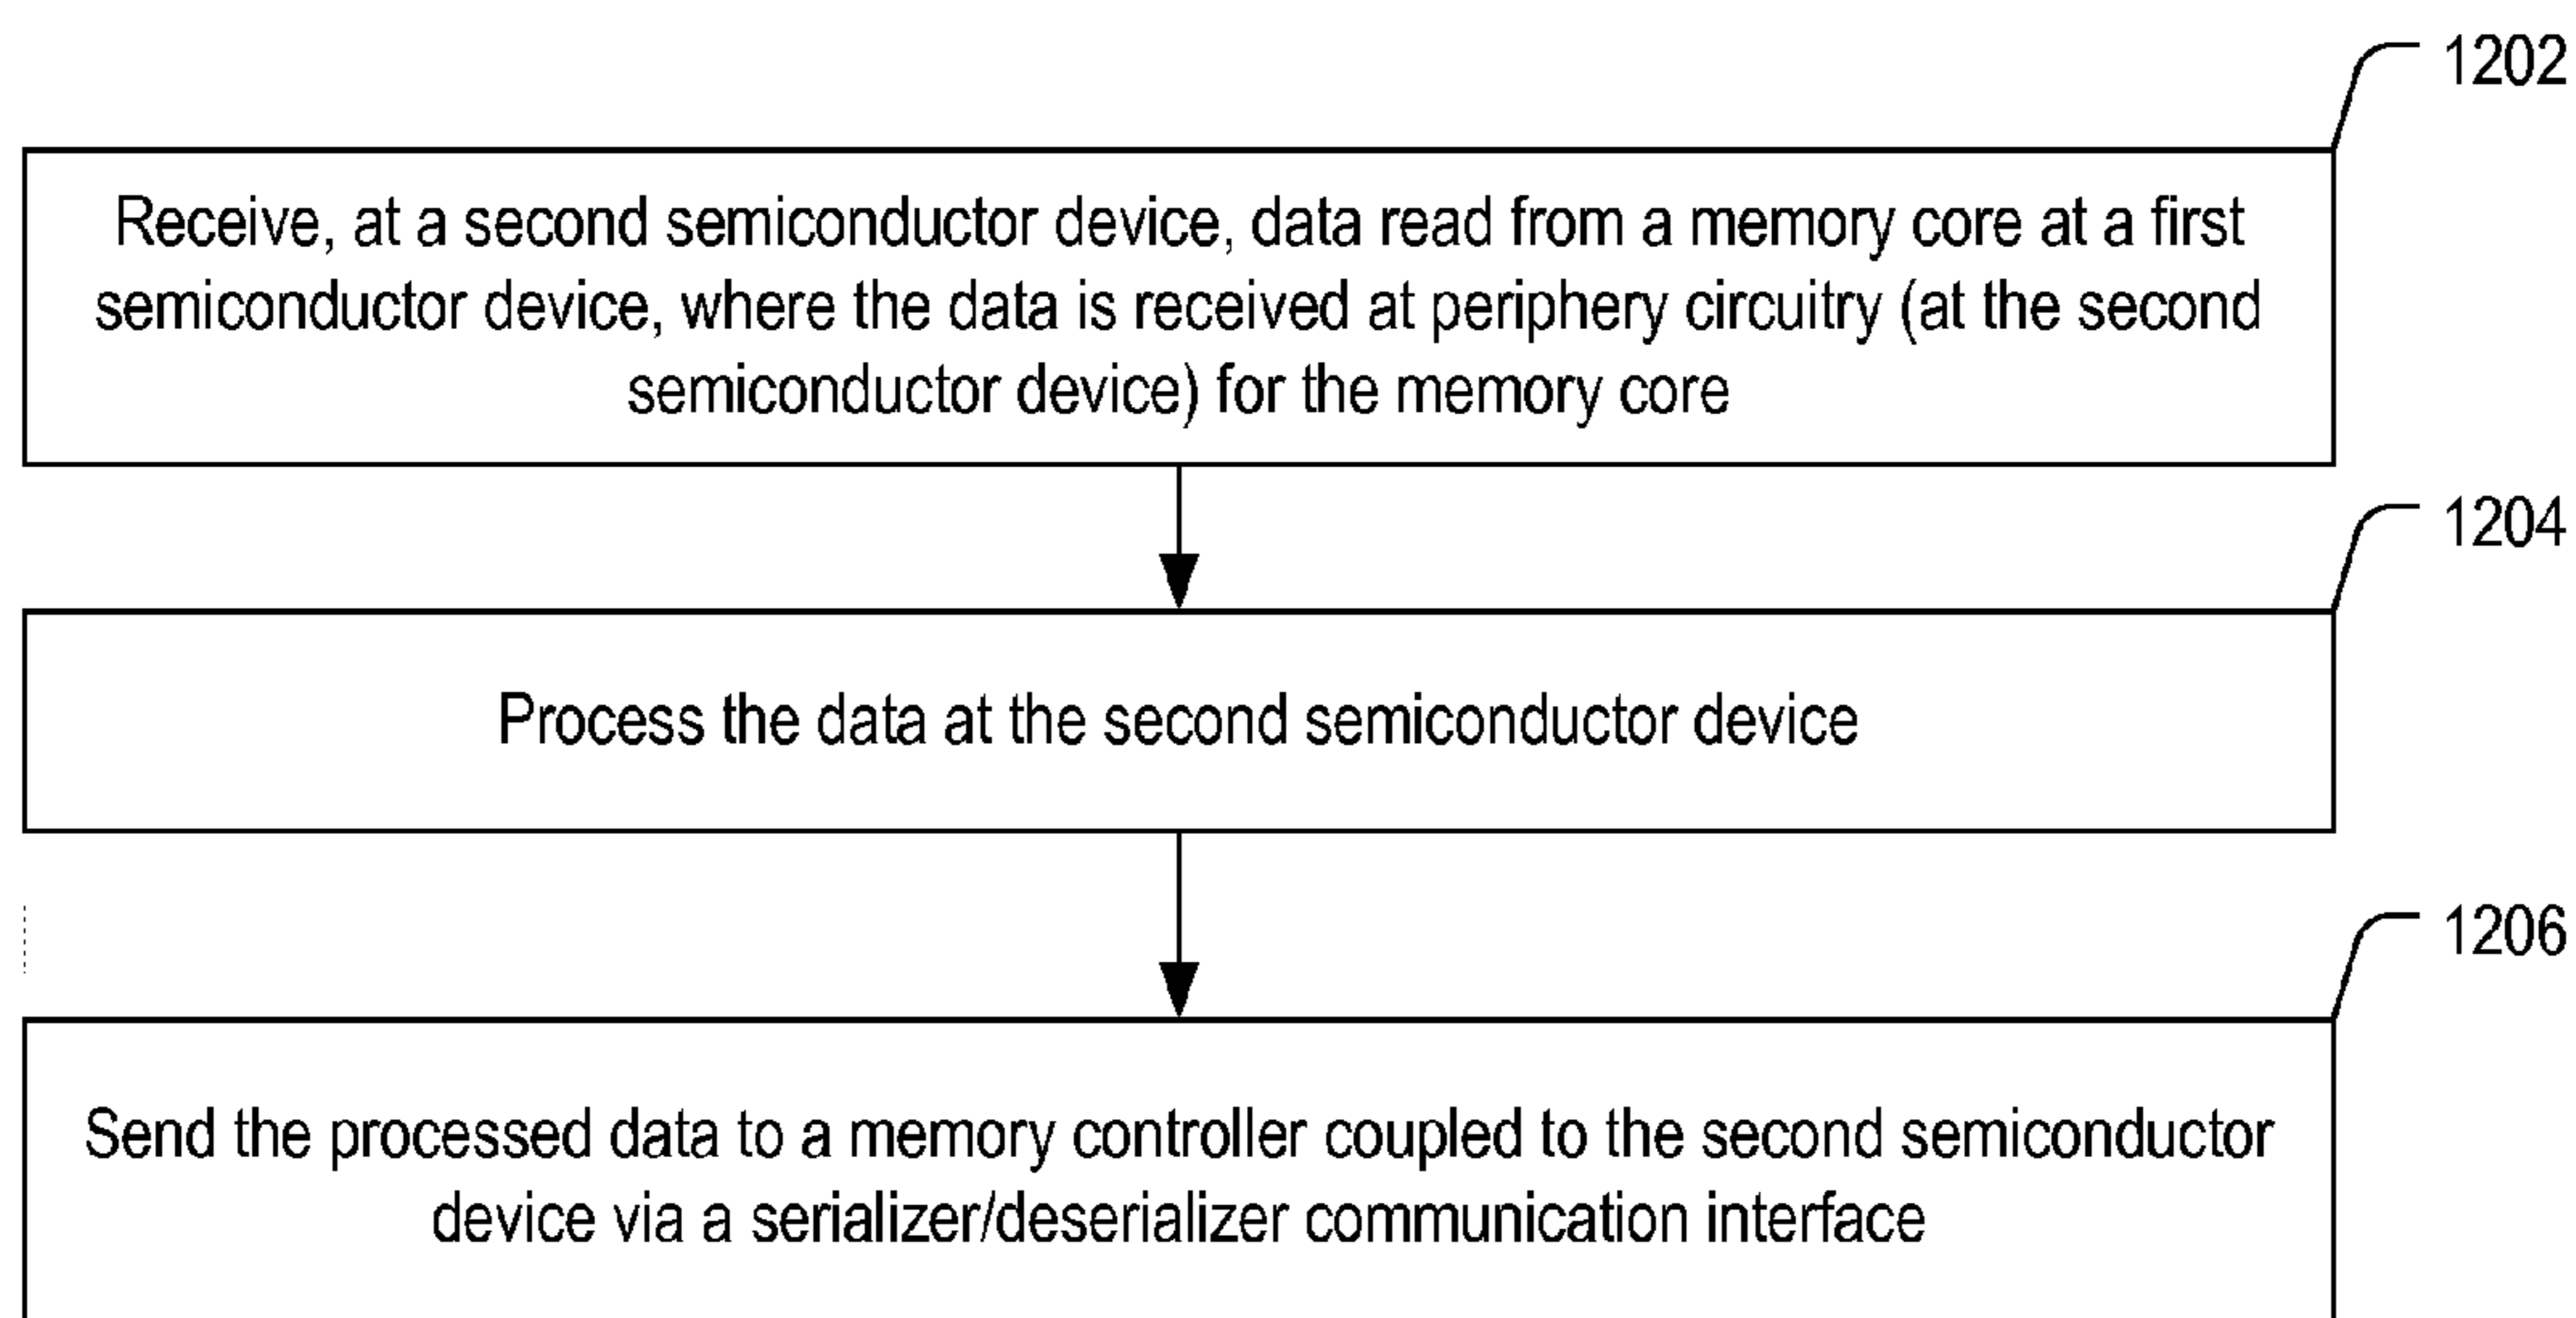 1202
Receive, at a second semiconductor device, data read from a memory core at a first
semiconductor device, where the data is received at periphery circuitry (at the second
semiconductor device) for the memory core
1204
Process the data at the second semiconductor device
1206
Send the processed data to a memory controller coupled to the second semiconductor
device via a serializer/deserializer communication interface